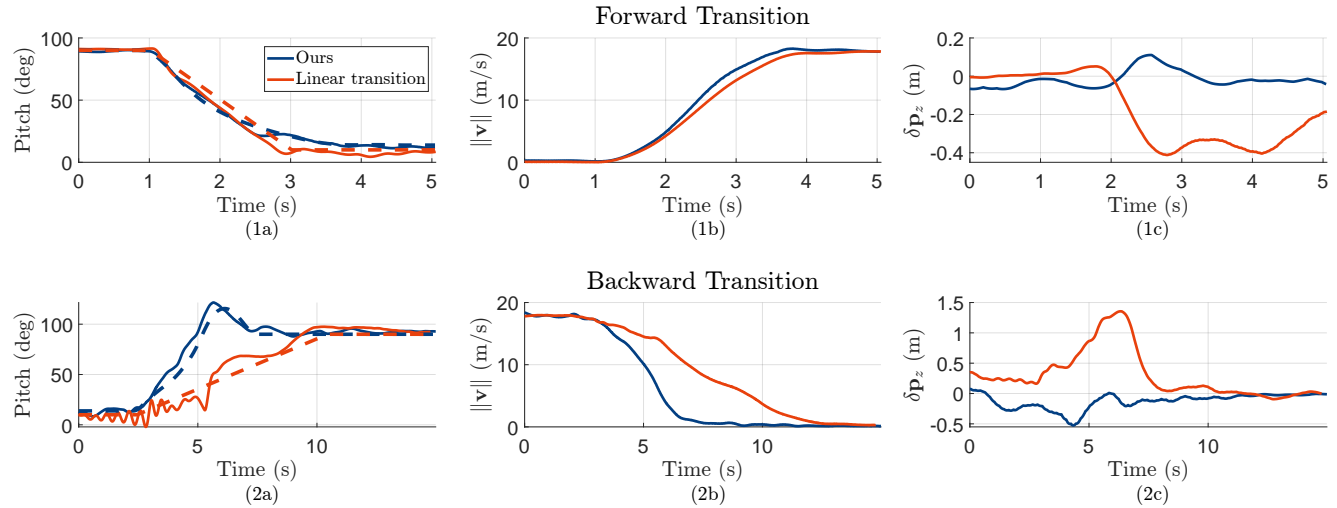 Forward Transition
Pitch (deg)
100
50
0
0 1 2 3 4 5
Time (s)
(1a)
Ours
Linear transition
‖v‖ (m/s)
20
10
0
0 1 2 3 4 5
Time (s)
(1b)
δp_z (m)
0.2
0
-0.2
-0.4
0 1 2 3 4 5
Time (s)
(1c)
Backward Transition
Pitch (deg)
100
50
0
0 5 10
Time (s)
(2a)
‖v‖ (m/s)
20
10
0
0 5 10
Time (s)
(2b)
δp_z (m)
1.5
1
0.5
0
-0.5
0 5 10
Time (s)
(2c)